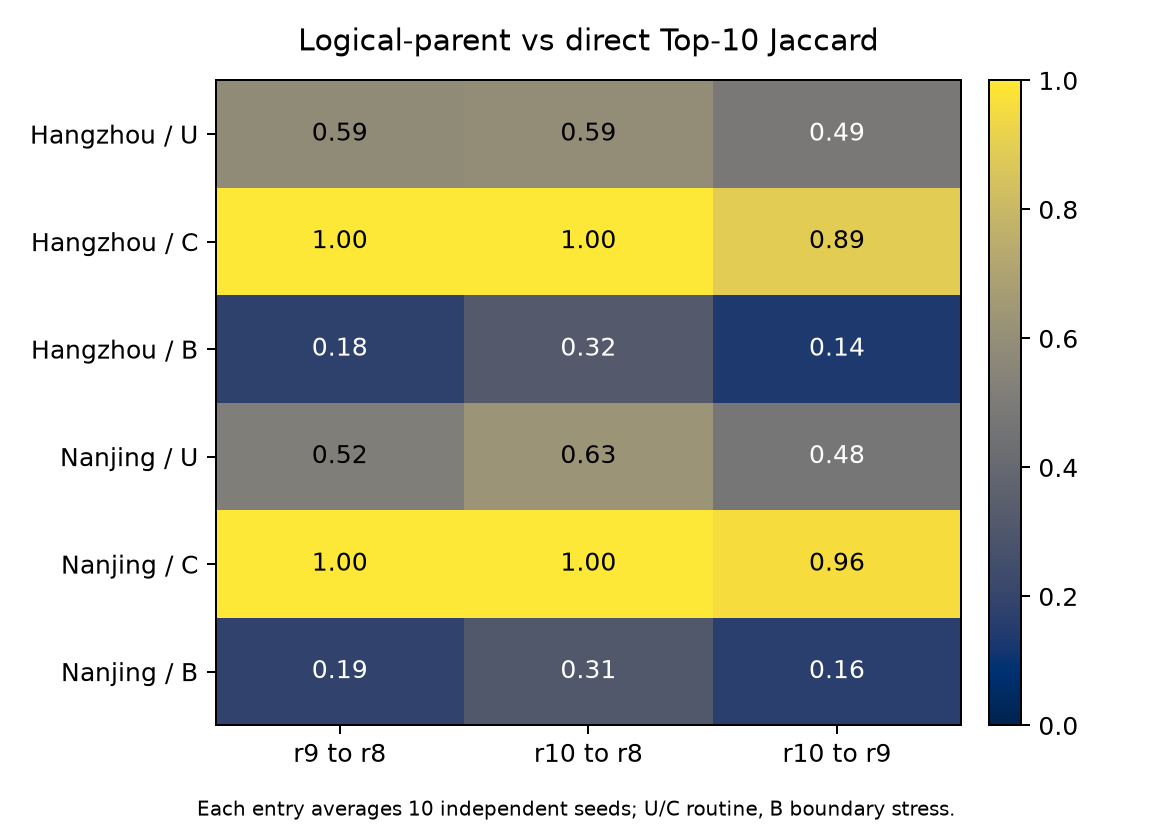 Logical-parent vs direct Top-10 Jaccard
Hangzhou / U 0.59 0.59 0.49
Hangzhou / C 1.00 1.00 0.89
Hangzhou / B 0.18 0.32 0.14
Nanjing / U 0.52 0.63 0.48
Nanjing / C 1.00 1.00 0.96
Nanjing / B 0.19 0.31 0.16
r9 to r8 r10 to r8 r10 to r9
1.0
0.8
0.6
0.4
0.2
0.0
Each entry averages 10 independent seeds; U/C routine, B boundary stress.